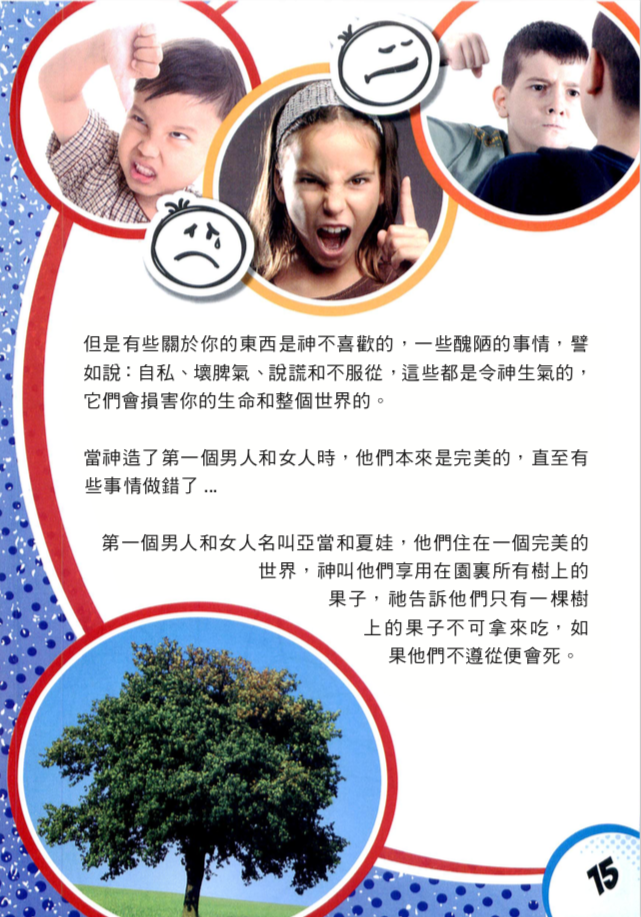 但是有些關於你的東西是神不喜歡的，一些醜陋的事情，譬
如說：自私、壞脾氣、說謊和不服從，這些都是令神生氣的，
它們會損害你的生命和整個世界的。
當神造了第一個男人和女人時，他們本來是完美的，直至有
些事情做錯了...
第一個男人和女人名叫亞當和夏娃，他們住在一個完美的
世界，神叫他們享用在園裏所有樹上的
果子，祂告訴他們只有一棵樹
上的果子不可拿來吃，如
果他們不遵從便會死。
15